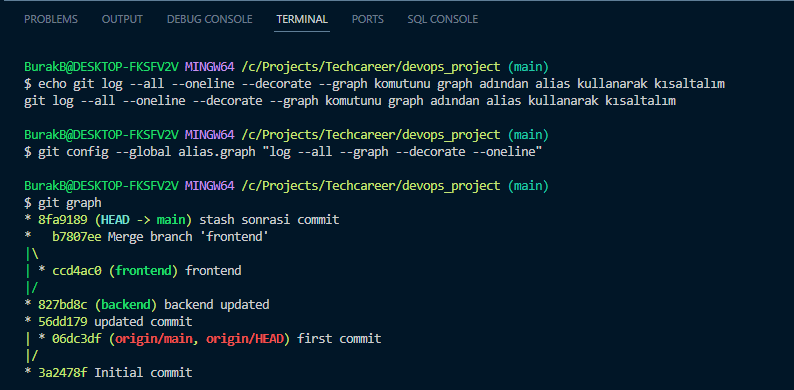 PROBLEMS OUTPUT DEBUG CONSOLE TERMINAL PORTS SQL CONSOLE
BurakB@DESKTOP-FKSFV2V MINGW64 /c/Projects/Techcareer/devops_project (main)
$ echo git log --all --oneline --decorate --graph komutunu graph adından alias kullanarak kısaltalım
git log --all --oneline --decorate --graph komutunu graph adından alias kullanarak kısaltalım
BurakB@DESKTOP-FKSFV2V MINGW64 /c/Projects/Techcareer/devops_project (main)
$ git config --global alias.graph "log --all --graph --decorate --oneline"
BurakB@DESKTOP-FKSFV2V MINGW64 /c/Projects/Techcareer/devops_project (main)
$ git graph
* 8fa9189 (HEAD -> main) stash sonrasi commit
*   b7807ee Merge branch 'frontend'
|\
| * ccd4ac0 (frontend) frontend
|/
* 827bd8c (backend) backend updated
* 56dd179 updated commit
| * 06dc3df (origin/main, origin/HEAD) first commit
|/
* 3a2478f Initial commit